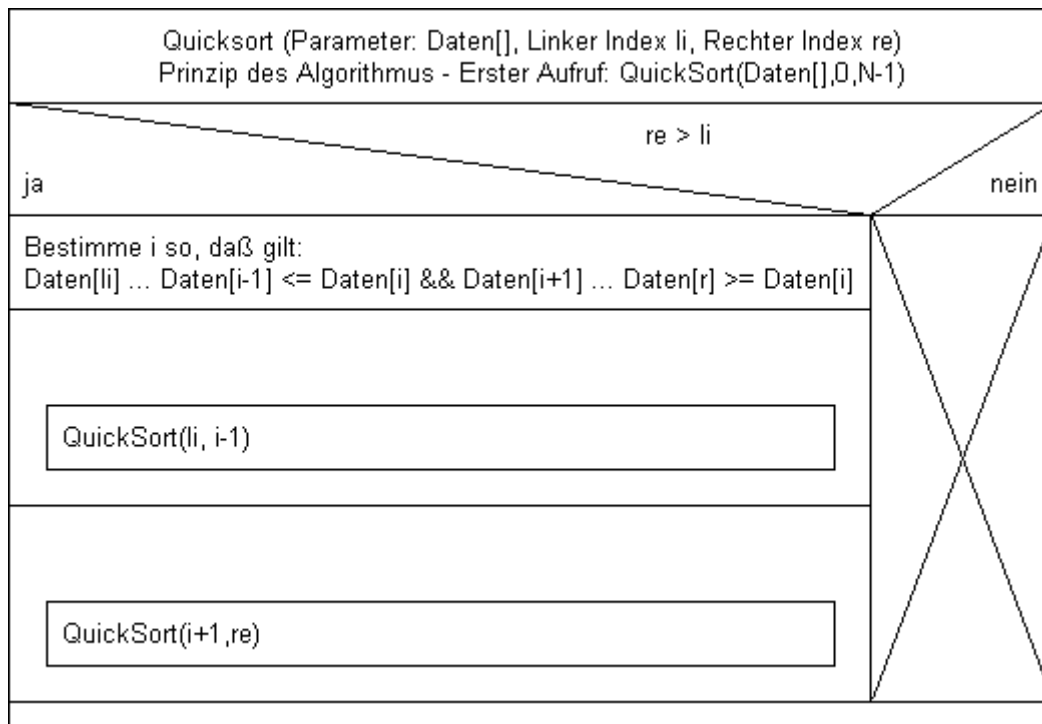 Quicksort (Parameter: Daten[], Linker Index li, Rechter Index re)
Prinzip des Algorithmus - Erster Aufruf: QuickSort(Daten[],0,N-1)
re > li
ja
nein
Bestimme i so, daß gilt:
Daten[li] ... Daten[i-1] <= Daten[i] && Daten[i+1] ... Daten[r] >= Daten[i]
QuickSort(li, i-1)
QuickSort(i+1,re)